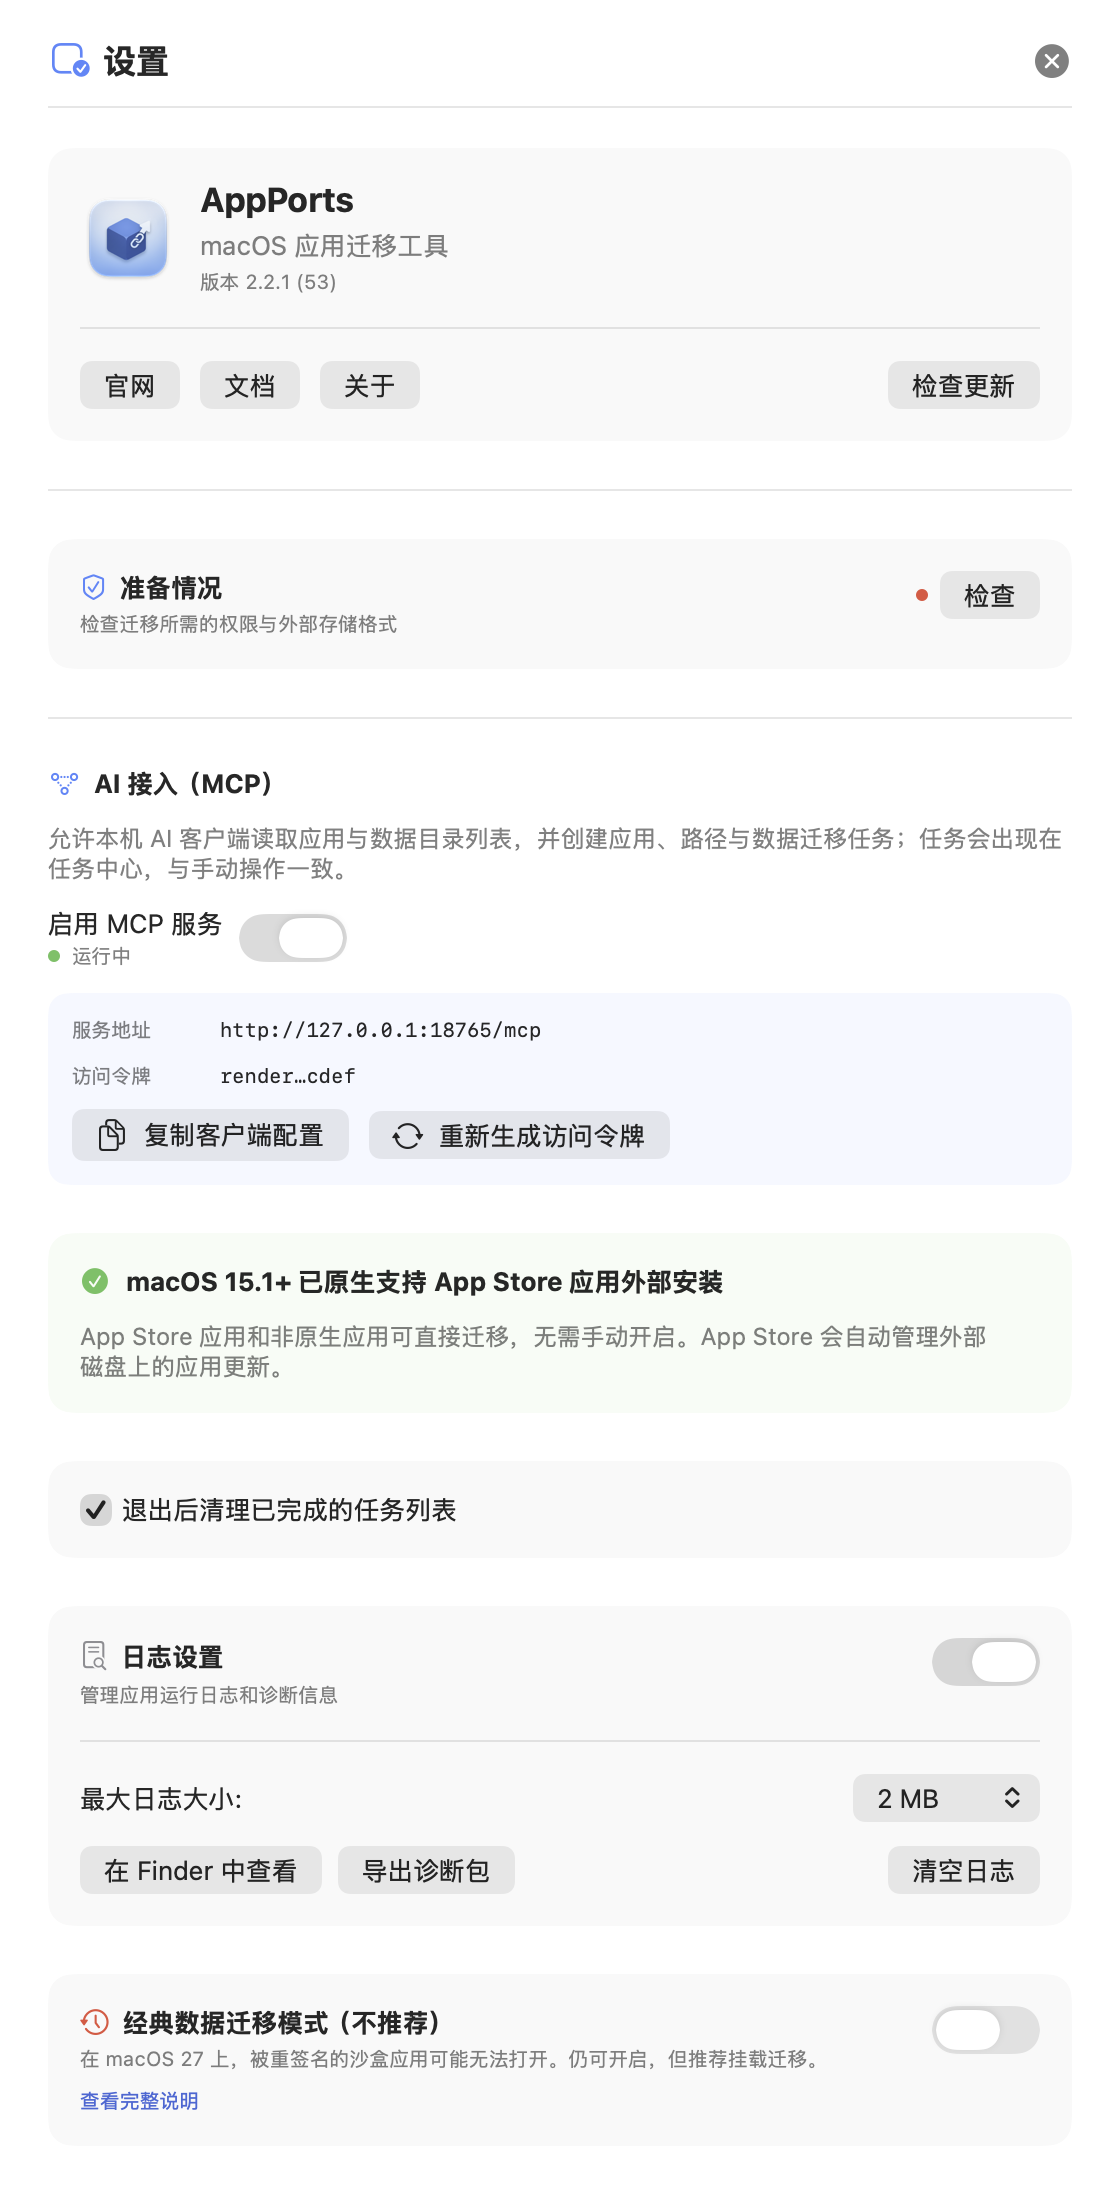 设置
AppPorts
macOS 应用迁移工具
版本 2.2.1 (53)
官网
文档
关于
检查更新
准备情况
检查迁移所需的权限与外部存储格式
检查
AI 接入（MCP）
允许本机 AI 客户端读取应用与数据目录列表，并创建应用、路径与数据迁移任务；任务会出现在
任务中心，与手动操作一致。
启用 MCP 服务
运行中
服务地址 http://127.0.0.1:18765/mcp
访问令牌 render…cdef
复制客户端配置
重新生成访问令牌
macOS 15.1+ 已原生支持 App Store 应用外部安装
App Store 应用和非原生应用可直接迁移，无需手动开启。App Store 会自动管理外部
磁盘上的应用更新。
退出后清理已完成的任务列表
日志设置
管理应用运行日志和诊断信息
最大日志大小:
2 MB
在 Finder 中查看
导出诊断包
清空日志
经典数据迁移模式（不推荐）
在 macOS 27 上，被重签名的沙盒应用可能无法打开。仍可开启，但推荐挂载迁移。
查看完整说明